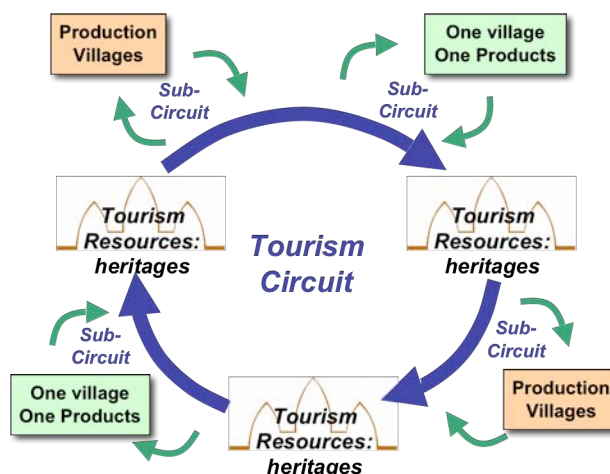 Production
Villages
One village
One Products
Sub-
Circuit
Sub-
Circuit
Tourism
Resources:
heritages
Tourism
Circuit
Tourism
Resources:
heritages
Sub-
Circuit
Sub-
Circuit
One village
One Products
Tourism
Resources:
heritages
Production
Villages